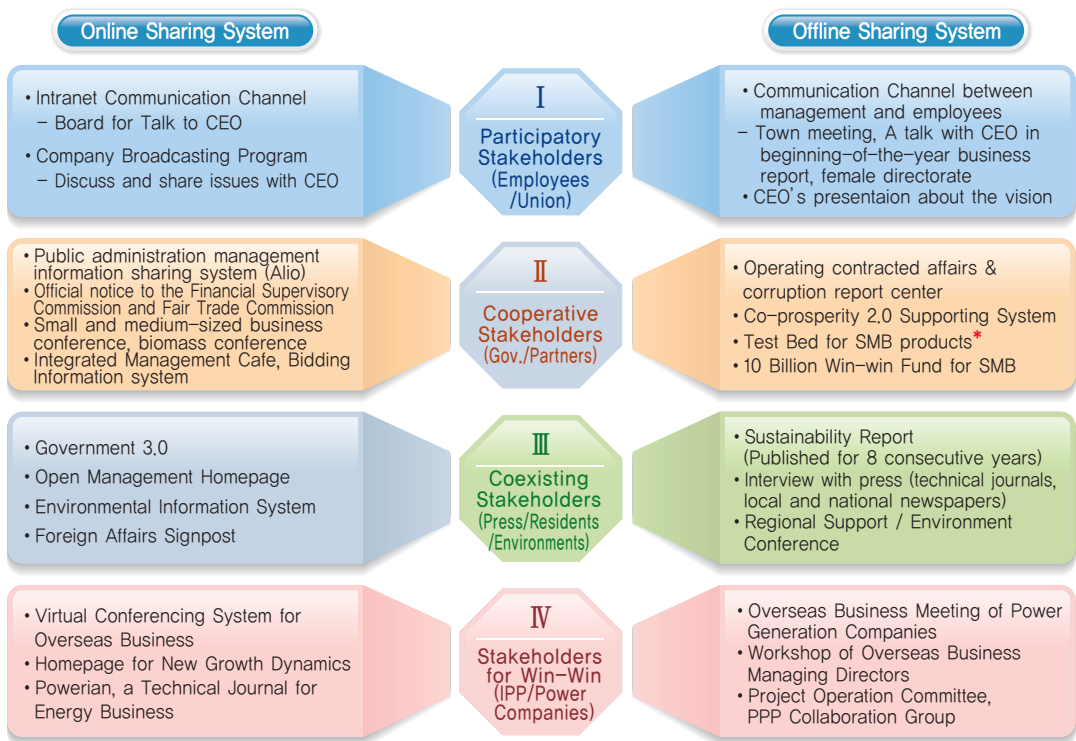 Online Sharing System
Offline Sharing System
• Intranet Communication Channel
– Board for Talk to CEO
• Company Broadcasting Program
– Discuss and share issues with CEO
Ⅰ
Participatory
Stakeholders
(Employees
/Union)
• Communication Channel between
management and employees
– Town meeting, A talk with CEO in
beginning-of-the-year business
report, female directorate
• CEO's presentaion about the vision
• Public administration management
information sharing system (Alio)
• Official notice to the Financial Supervisory
Commission and Fair Trade Commission
• Small and medium-sized business
conference, biomass conference
• Integrated Management Cafe, Bidding
Information system
Ⅱ
Cooperative
Stakeholders
(Gov./Partners)
• Operating contracted affairs &
corruption report center
• Co-prosperity 2.0 Supporting System
• Test Bed for SMB products*
• 10 Billion Win-win Fund for SMB
• Government 3.0
• Open Management Homepage
• Environmental Information System
• Foreign Affairs Signpost
Ⅲ
Coexisting
Stakeholders
(Press/Residents
/Environments)
• Sustainability Report
(Published for 8 consecutive years)
• Interview with press (technical journals,
local and national newspapers)
• Regional Support / Environment
Conference
• Virtual Conferencing System for
Overseas Business
• Homepage for New Growth Dynamics
• Powerian, a Technical Journal for
Energy Business
Ⅳ
Stakeholders
for Win-Win
(IPP/Power
Companies)
• Overseas Business Meeting of Power
Generation Companies
• Workshop of Overseas Business
Managing Directors
• Project Operation Committee,
PPP Collaboration Group